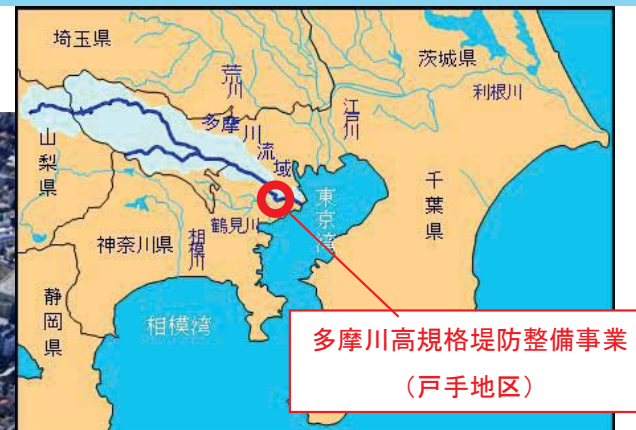 埼玉県
茨城県
荒川
利根川
江戸川
多摩川流域
山梨県
東京湾
千葉県
鶴見川
神奈川県
相模川
静岡県
相模湾
多摩川高規格堤防整備事業
（戸手地区）